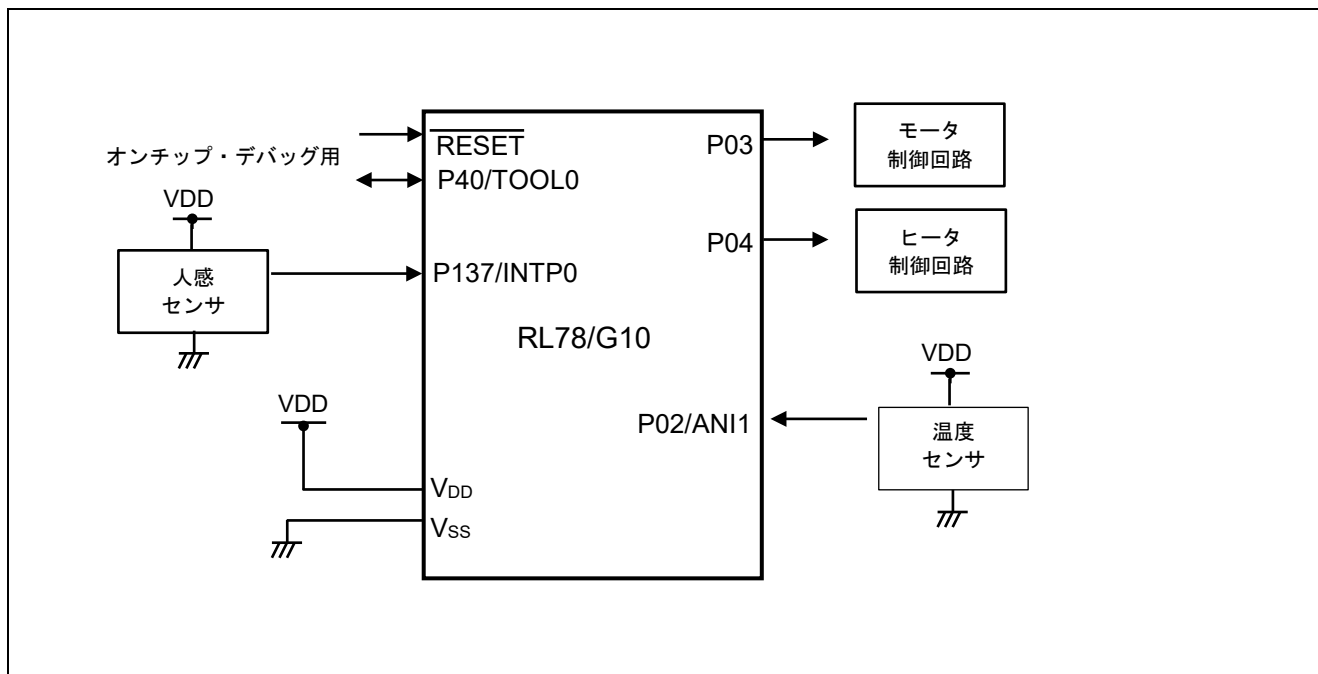 オンチップ・デバッグ用
RESET
P40/TOOL0
VDD
人感
センサ
P137/INTP0
RL78/G10
VDD
VDD
VSS
P03
モータ
制御回路
P04
ヒータ
制御回路
P02/ANI1
VDD
温度
センサ